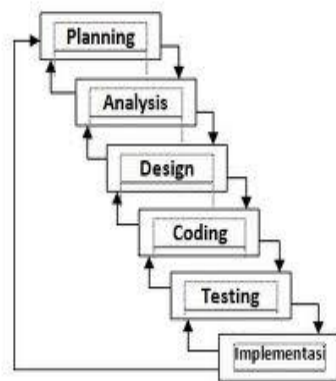 Planning
Analysis
Design
Coding
Testing
Implementasi